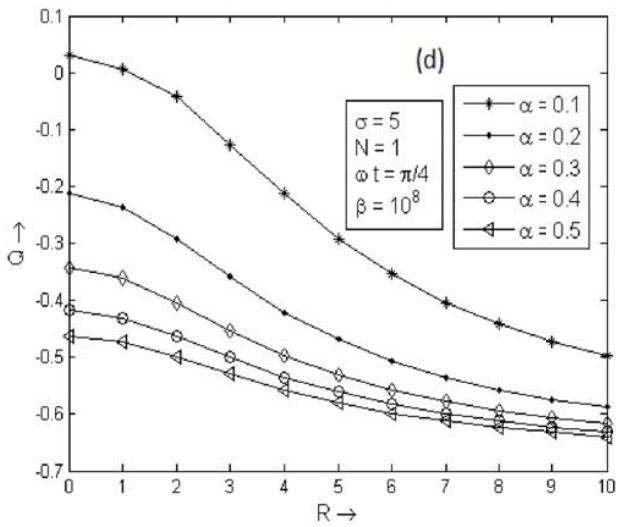 (d)
α = 0.1
α = 0.2
α = 0.3
α = 0.4
α = 0.5
σ = 5
N = 1
ω t = π/4
β = 10⁸
0.1
0
-0.1
-0.2
-0.3
-0.4
-0.5
-0.6
-0.7
Q →
0 1 2 3 4 5 6 7 8 9 10
R →